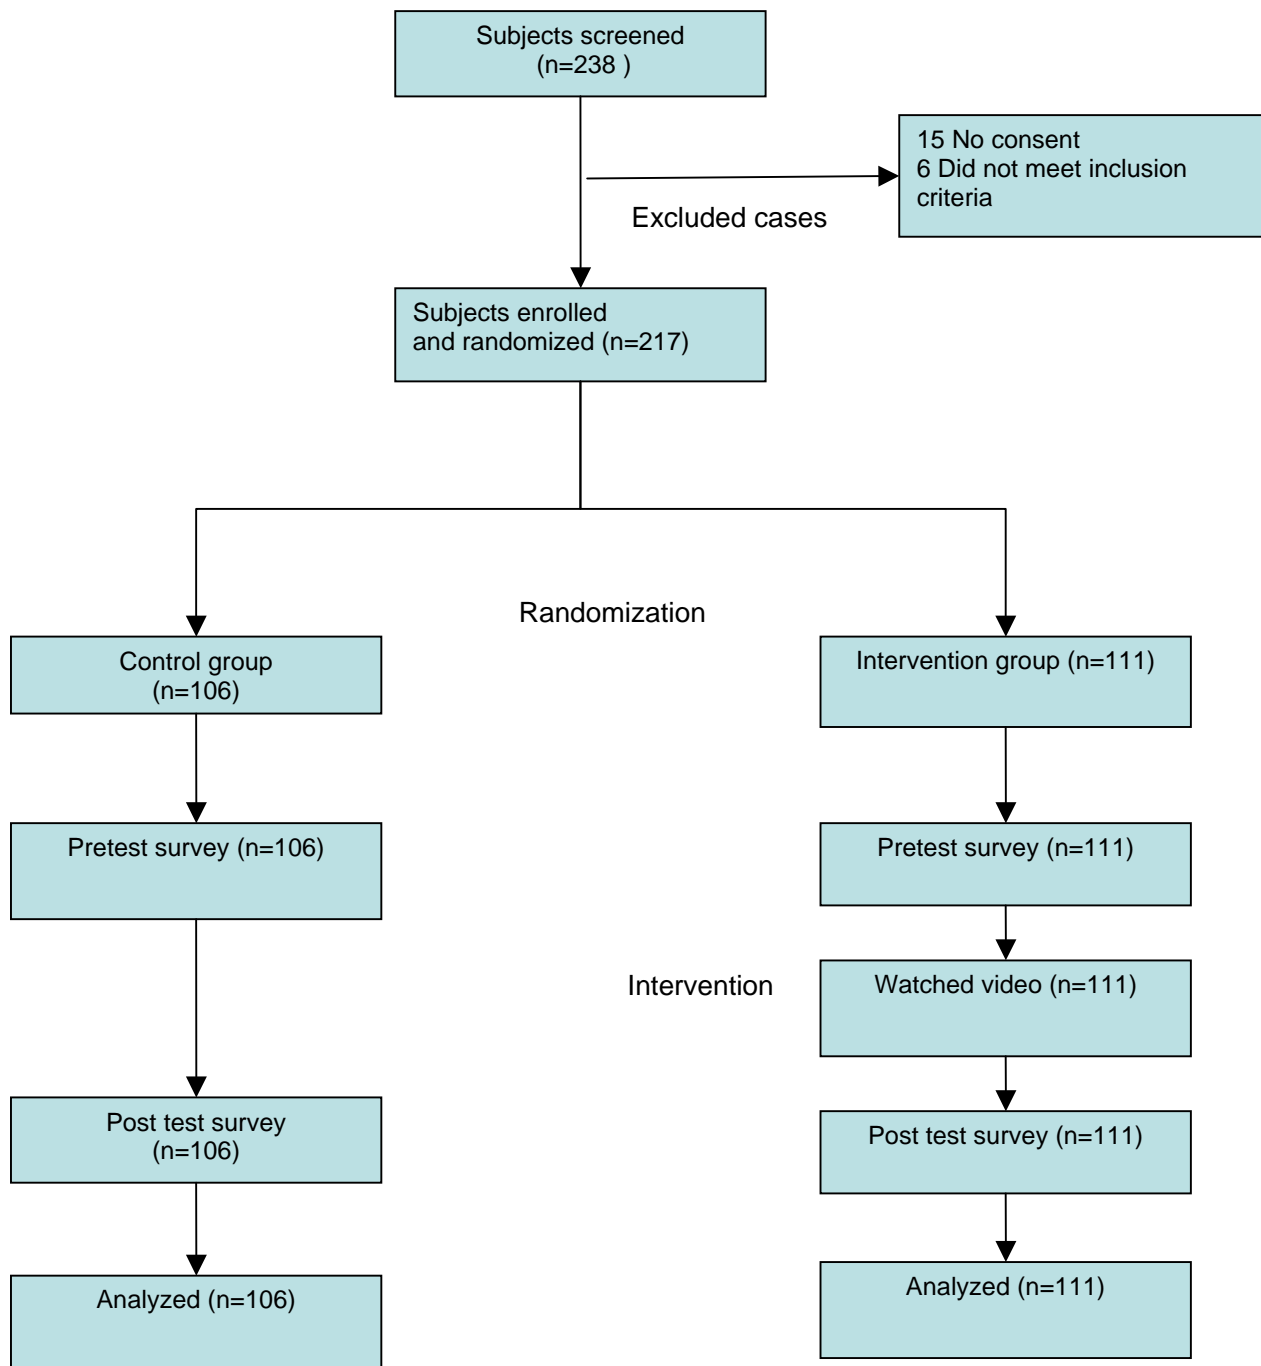 Subjects screened
(n=238 )
15 No consent
6 Did not meet inclusion
criteria
Excluded cases
Subjects enrolled
and randomized (n=217)
Randomization
Control group
(n=106)
Intervention group (n=111)
Pretest survey (n=106)
Pretest survey (n=111)
Intervention
Watched video (n=111)
Post test survey
(n=106)
Post test survey (n=111)
Analyzed (n=106)
Analyzed (n=111)